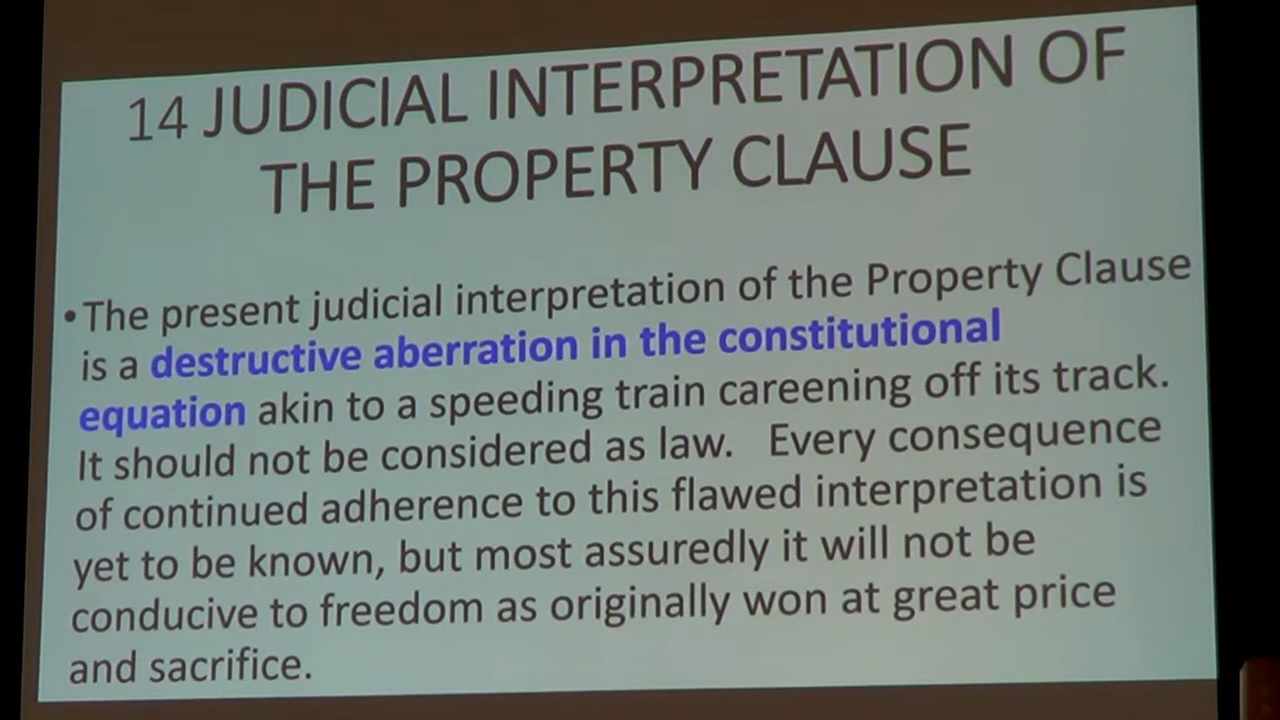 14 JUDICIAL INTERPRETATION OF
THE PROPERTY CLAUSE
•The present judicial interpretation of the Property Clause
is a destructive aberration in the constitutional
equation akin to a speeding train careening off its track.
It should not be considered as law. Every consequence
of continued adherence to this flawed interpretation is
yet to be known, but most assuredly it will not be
conducive to freedom as originally won at great price
and sacrifice.